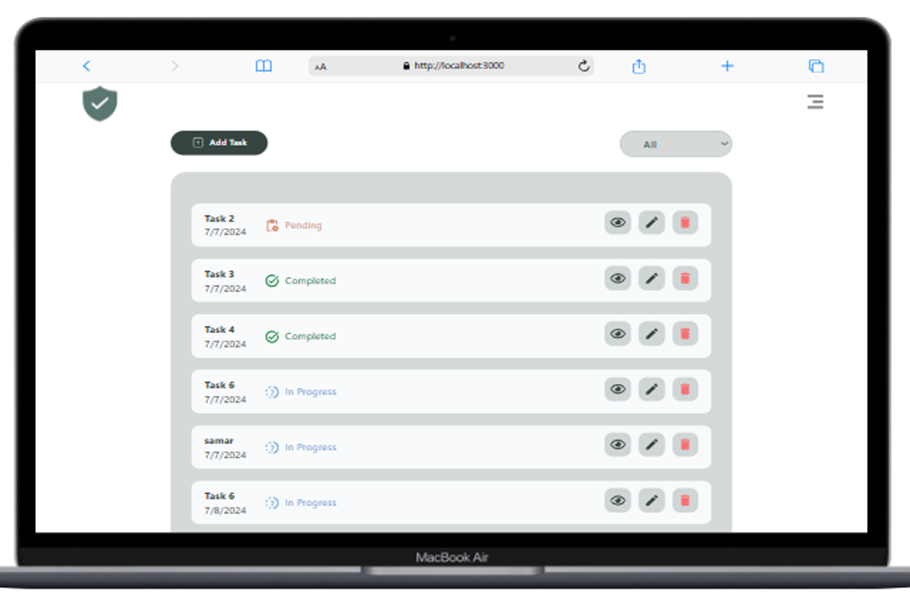 AA
http://localhost:3000
Add Task
All
Task 2
7/7/2024
Pending
Task 3
7/7/2024
Completed
Task 4
7/7/2024
Completed
Task 6
7/7/2024
In Progress
samar
7/7/2024
In Progress
Task 6
7/8/2024
In Progress
MacBook Air